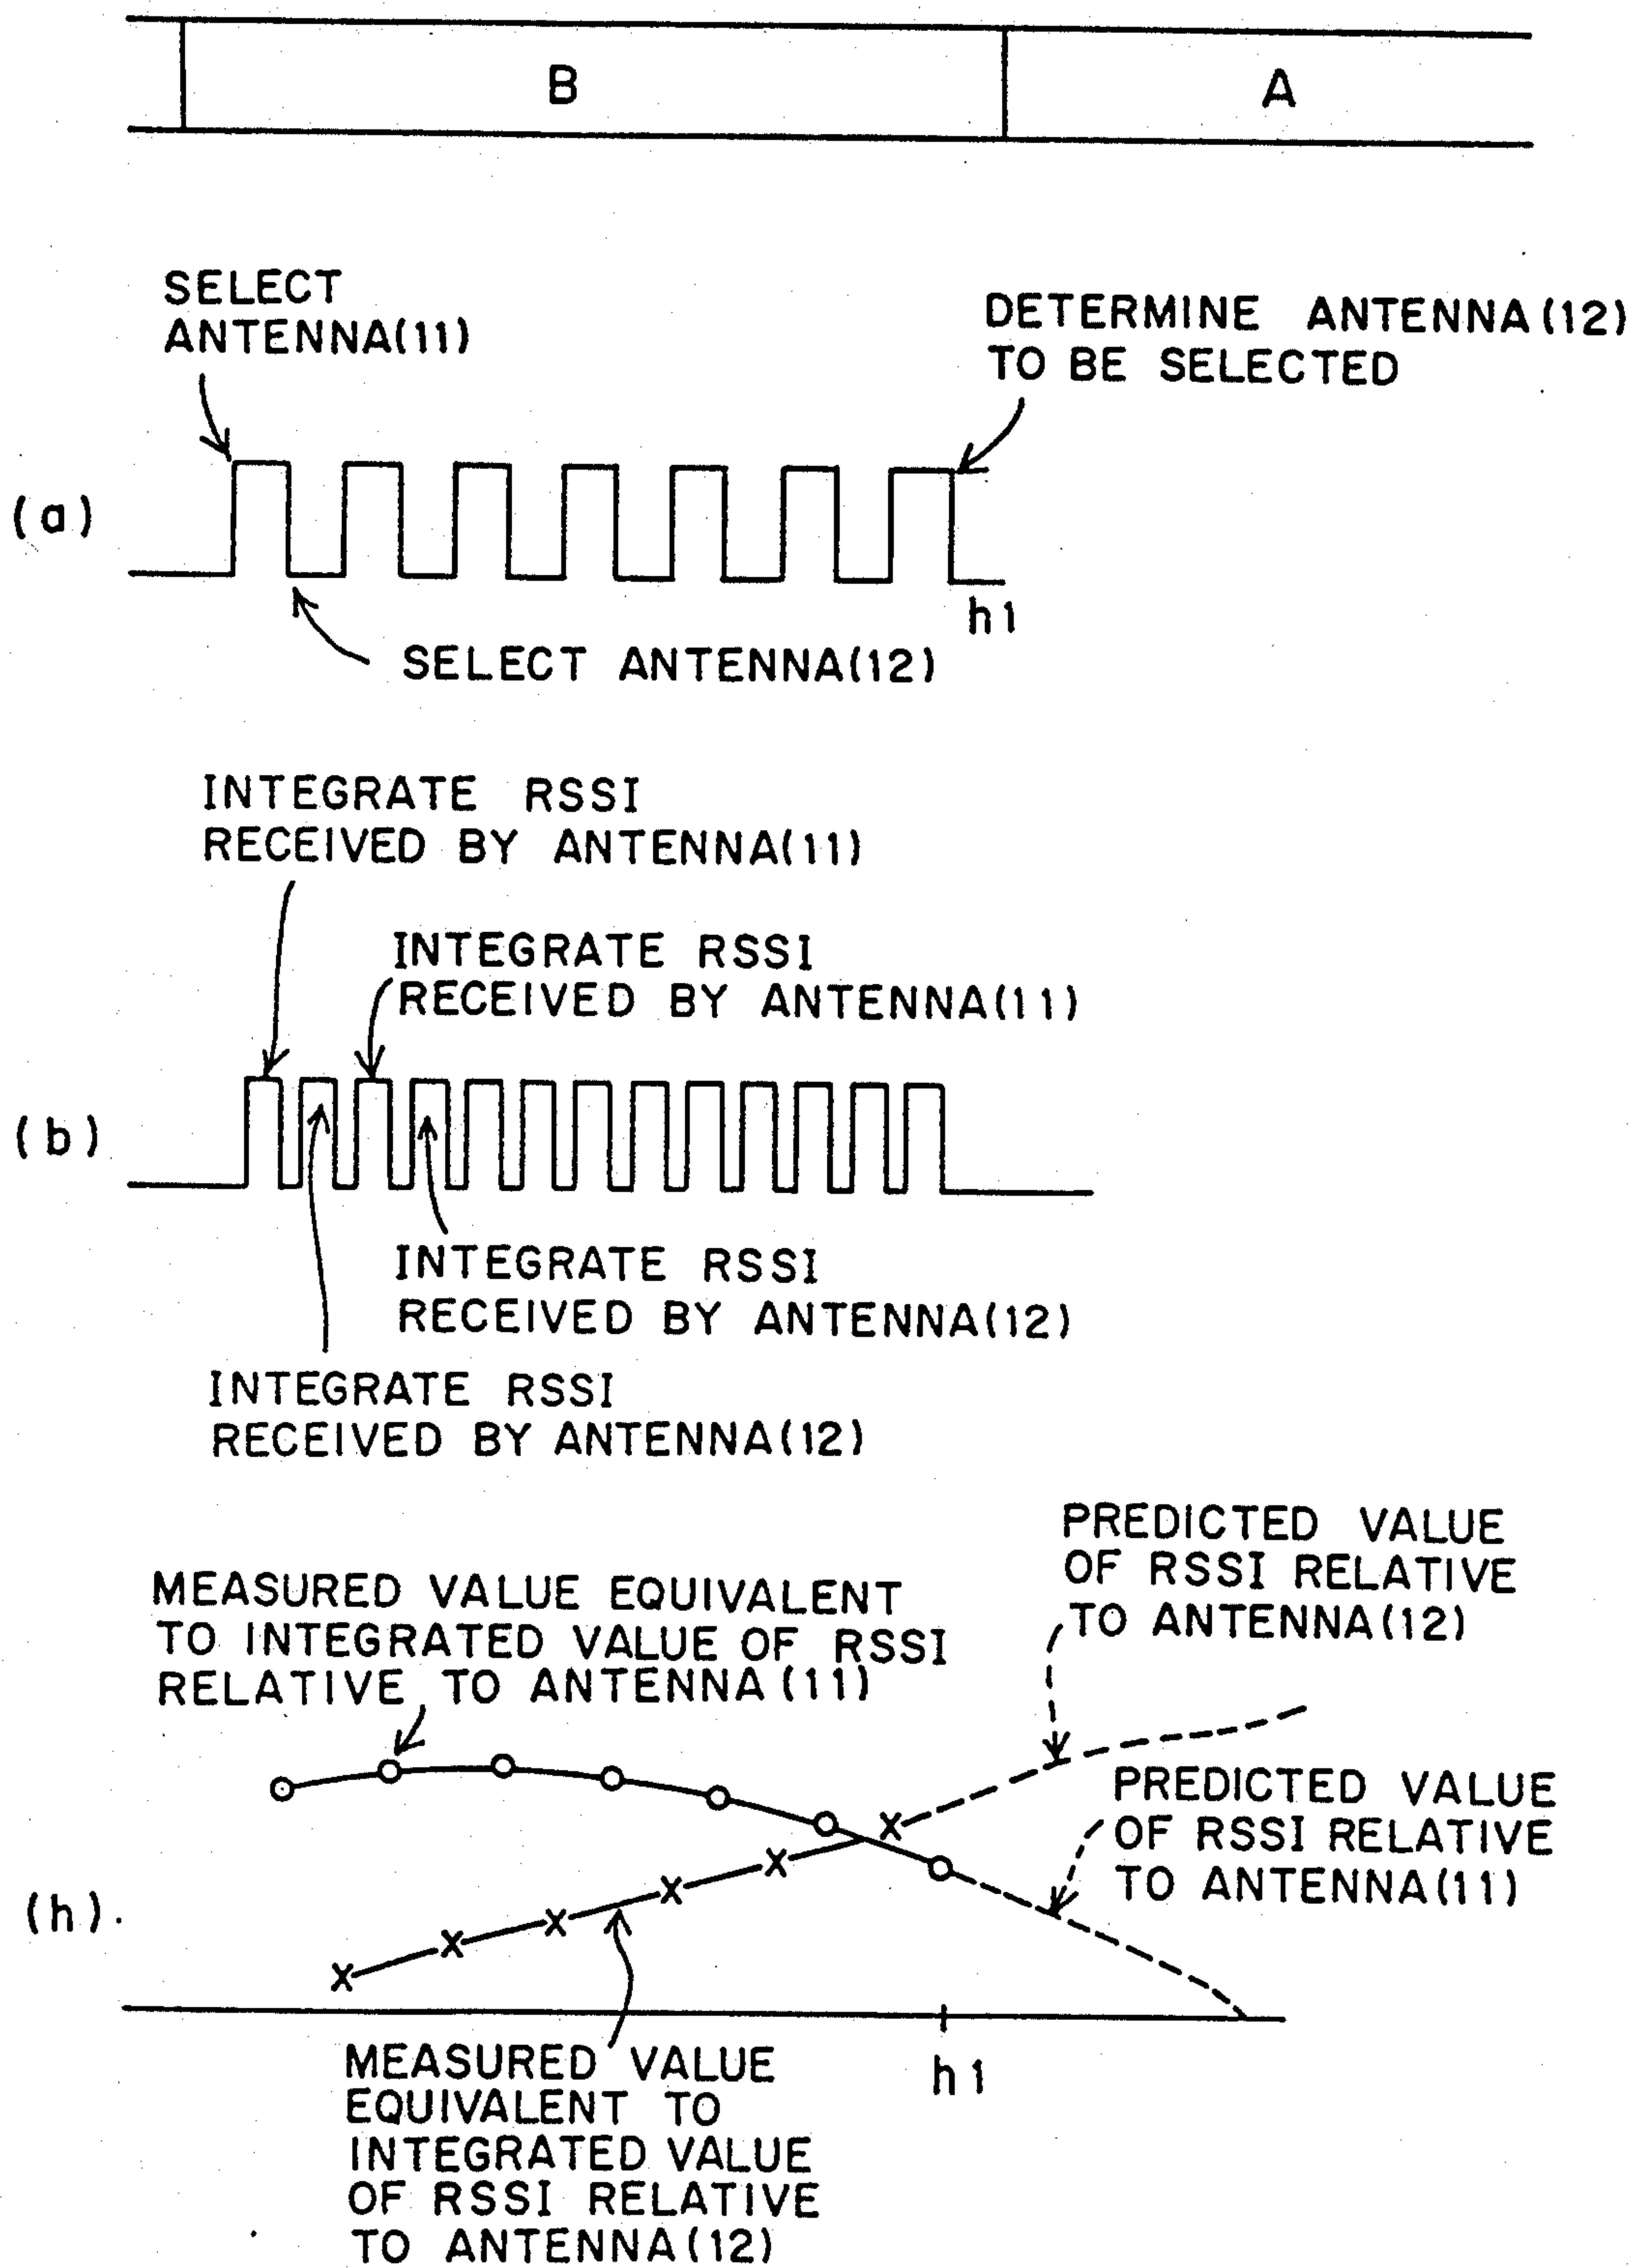 B
A
SELECT
ANTENNA(11)
DETERMINE ANTENNA(12)
TO BE SELECTED
(a)
h1
SELECT ANTENNA(12)
INTEGRATE RSSI
RECEIVED BY ANTENNA(11)
INTEGRATE RSSI
RECEIVED BY ANTENNA(11)
(b)
INTEGRATE RSSI
RECEIVED BY ANTENNA(12)
INTEGRATE RSSI
RECEIVED BY ANTENNA(12)
PREDICTED VALUE
OF RSSI RELATIVE
TO ANTENNA(12)
MEASURED VALUE EQUIVALENT
TO INTEGRATED VALUE OF RSSI
RELATIVE TO ANTENNA(11)
PREDICTED VALUE
OF RSSI RELATIVE
TO ANTENNA(11)
(h)
h1
MEASURED VALUE
EQUIVALENT TO
INTEGRATED VALUE
OF RSSI RELATIVE
TO ANTENNA(12)